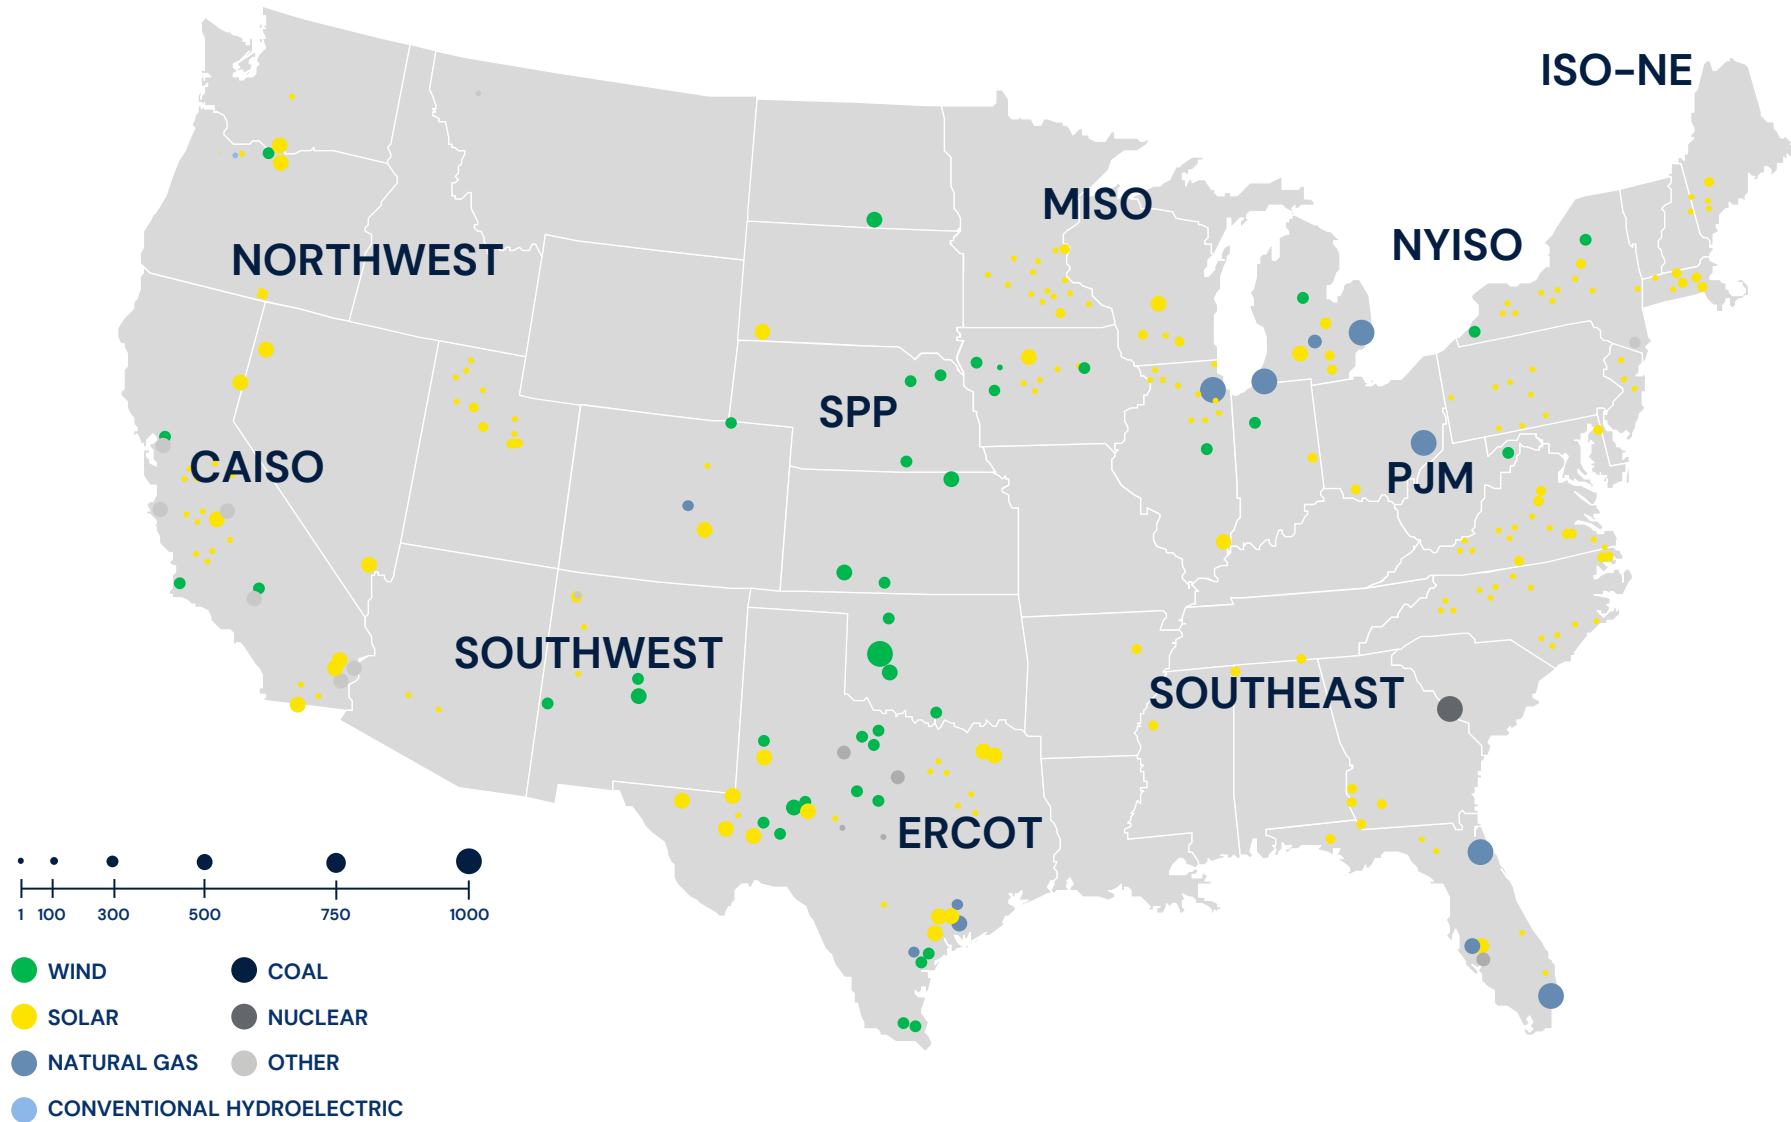 ISO–NE
MISO
NYISO
NORTHWEST
SPP
CAISO
PJM
SOUTHWEST
SOUTHEAST
ERCOT
1 100 300 500 750 1000
WIND COAL
SOLAR NUCLEAR
NATURAL GAS OTHER
CONVENTIONAL HYDROELECTRIC